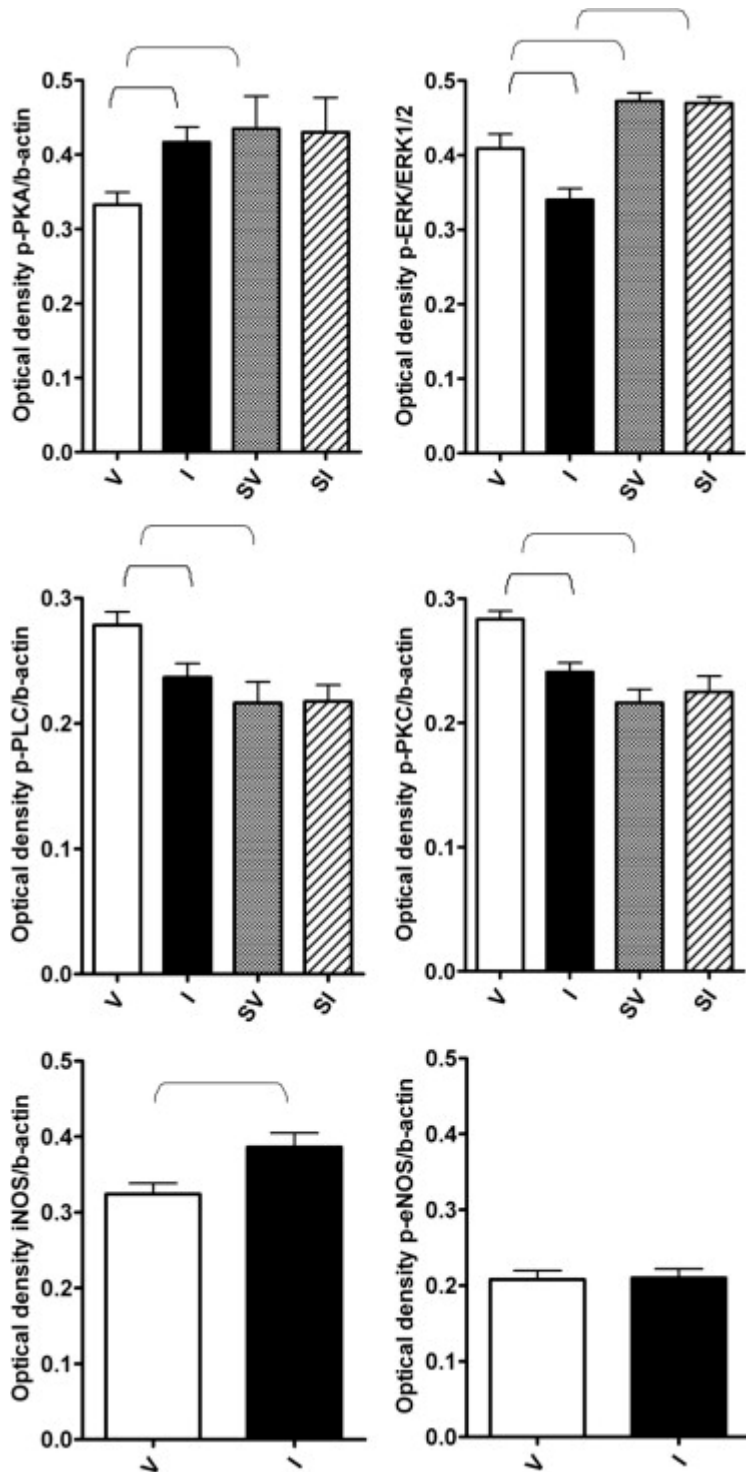 Optical density p-PKA/b-actin
0.5
0.4
0.3
0.2
0.1
0.0
V
I
SV
SI
Optical density p-ERK/ERK1/2
0.5
0.4
0.3
0.2
0.1
0.0
V
I
SV
SI
Optical density p-PLC/b-actin
0.3
0.2
0.1
0.0
V
I
SV
SI
Optical density p-PKC/b-actin
0.3
0.2
0.1
0.0
V
I
SV
SI
Optical density iNOS/b-actin
0.5
0.4
0.3
0.2
0.1
0.0
V
I
Optical density p-eNOS/b-actin
0.5
0.4
0.3
0.2
0.1
0.0
V
I